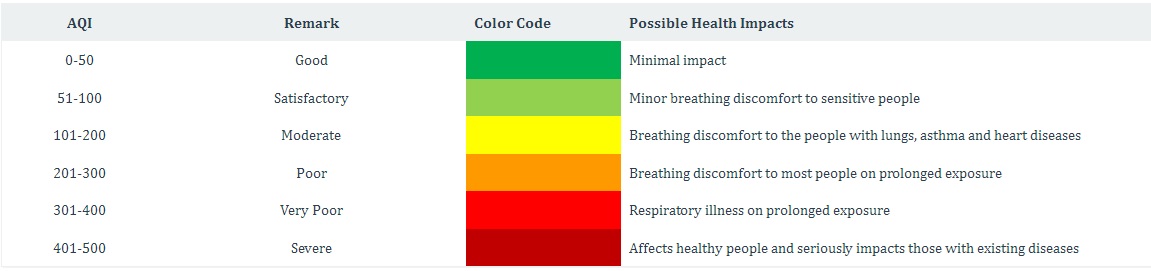 AQI Remark Color Code Possible Health Impacts
0-50 Good Minimal impact
51-100 Satisfactory Minor breathing discomfort to sensitive people
101-200 Moderate Breathing discomfort to the people with lungs, asthma and heart diseases
201-300 Poor Breathing discomfort to most people on prolonged exposure
301-400 Very Poor Respiratory illness on prolonged exposure
401-500 Severe Affects healthy people and seriously impacts those with existing diseases